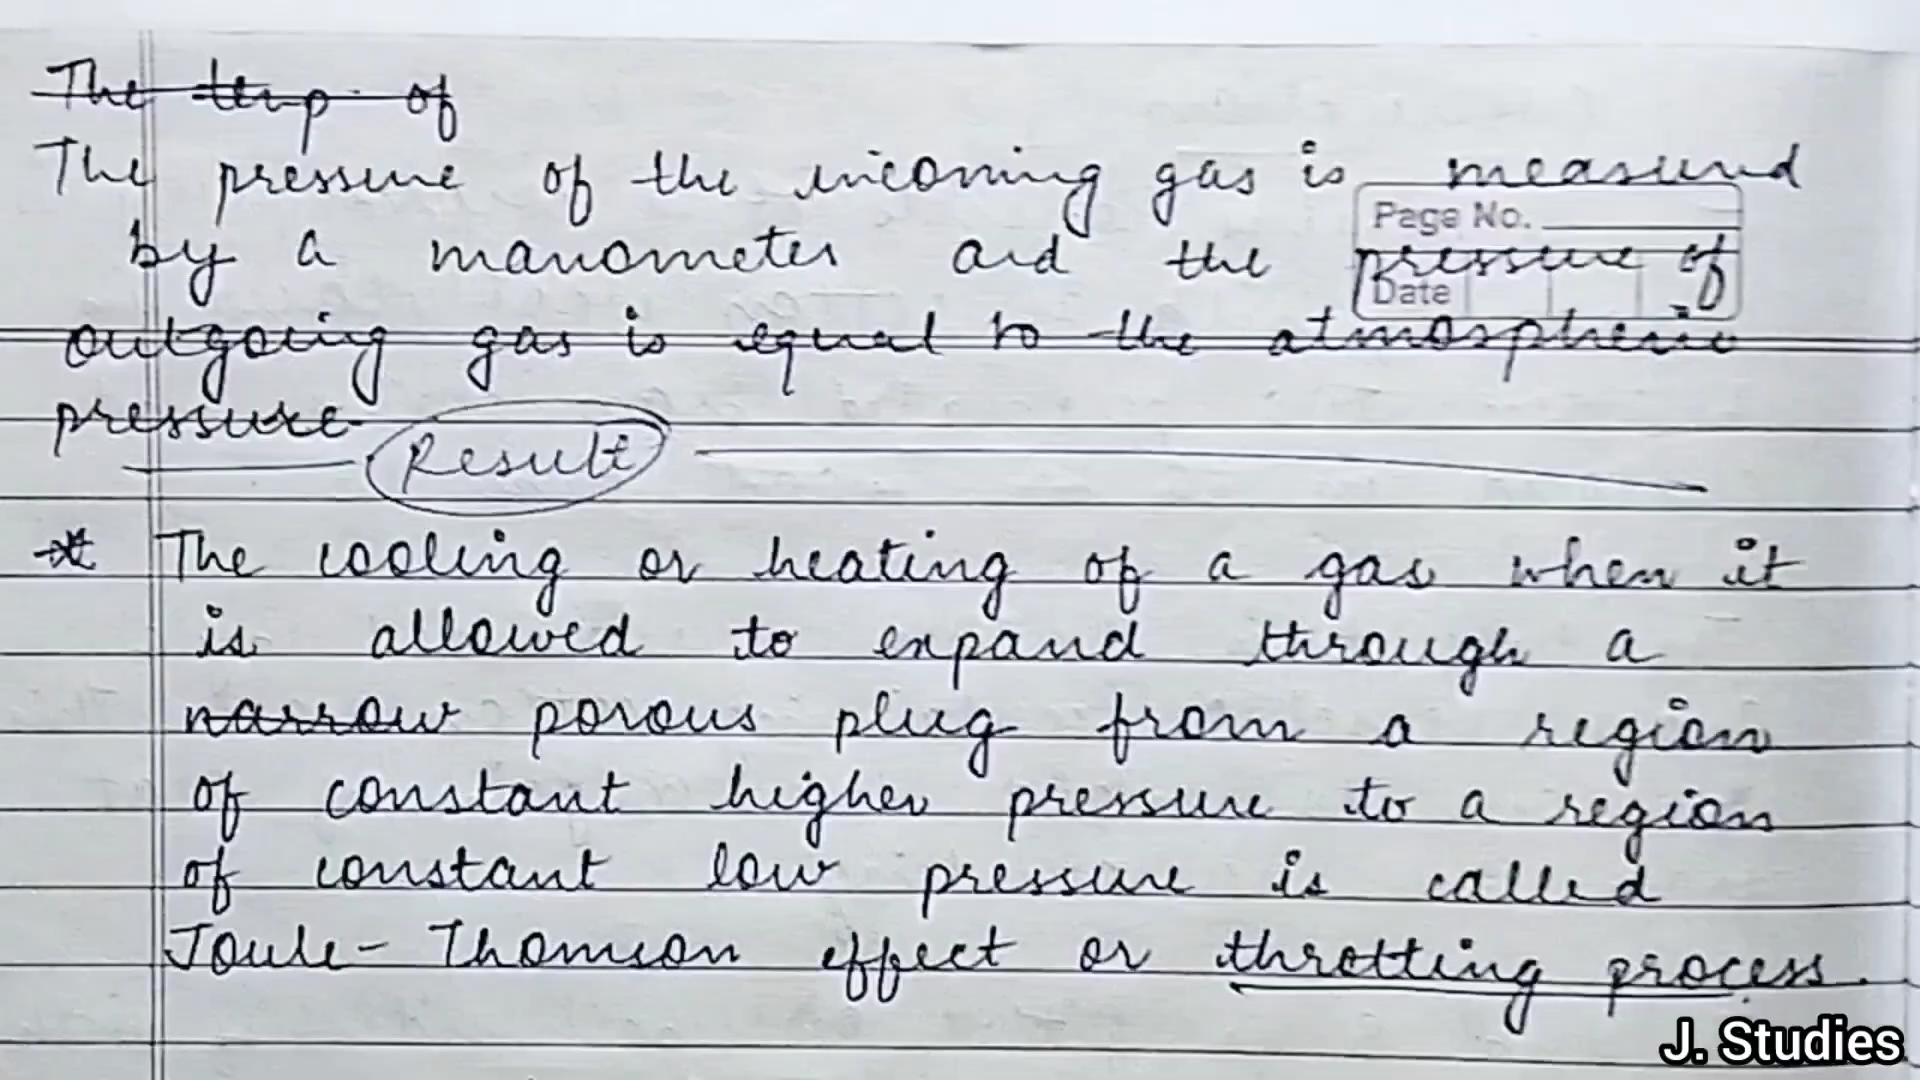 The temp. of
The pressure of the incoming gas is measured
Page No.
by a manometer and the pressure of
Date
outgoing gas is equal to the atmospheric
pressure.
Result
* The cooling or heating of a gas when it
is allowed to expand through a
narrow porous plug from a region
of constant higher pressure to a region
of constant low pressure is called
Joule-Thomson effect or throtting process.
J. Studies